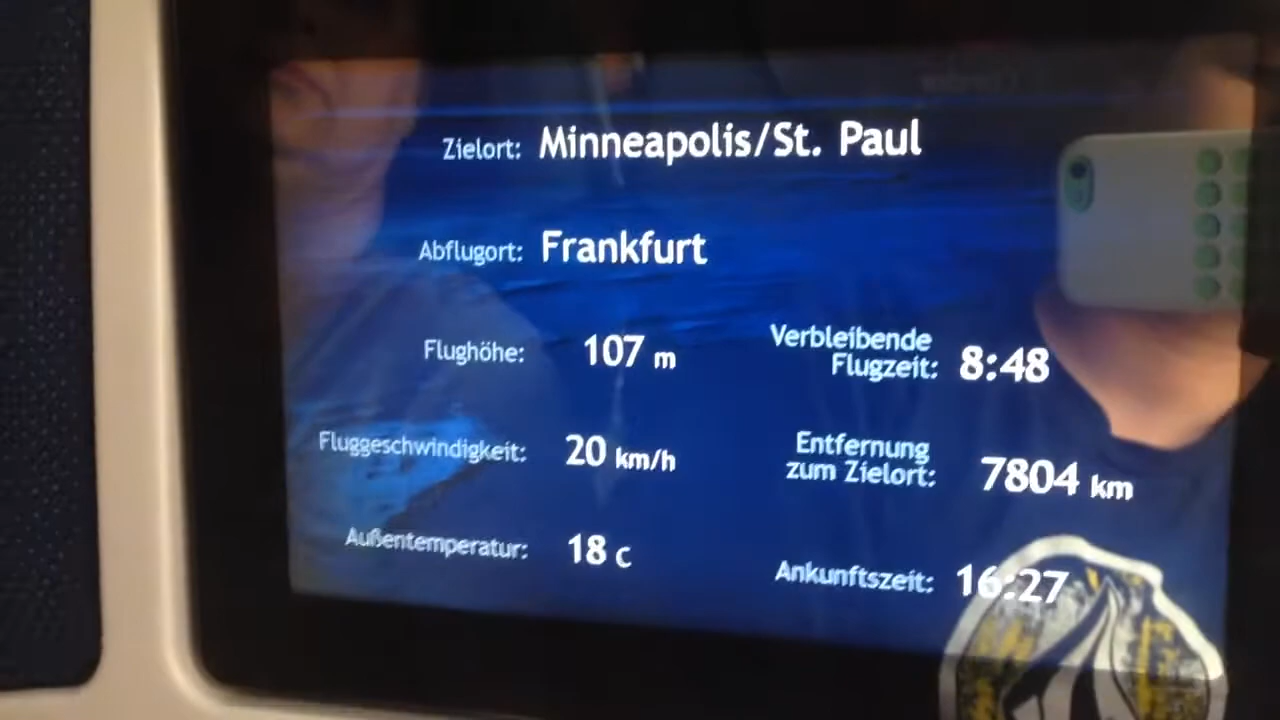 Zielort: Minneapolis/St. Paul
Abflugort: Frankfurt
Flughöhe: 107 m
Verbleibende
Flugzeit: 8:48
Fluggeschwindigkeit: 20 km/h
Entfernung
zum Zielort: 7804 km
Außentemperatur: 18 C
Ankunftszeit: 16:27